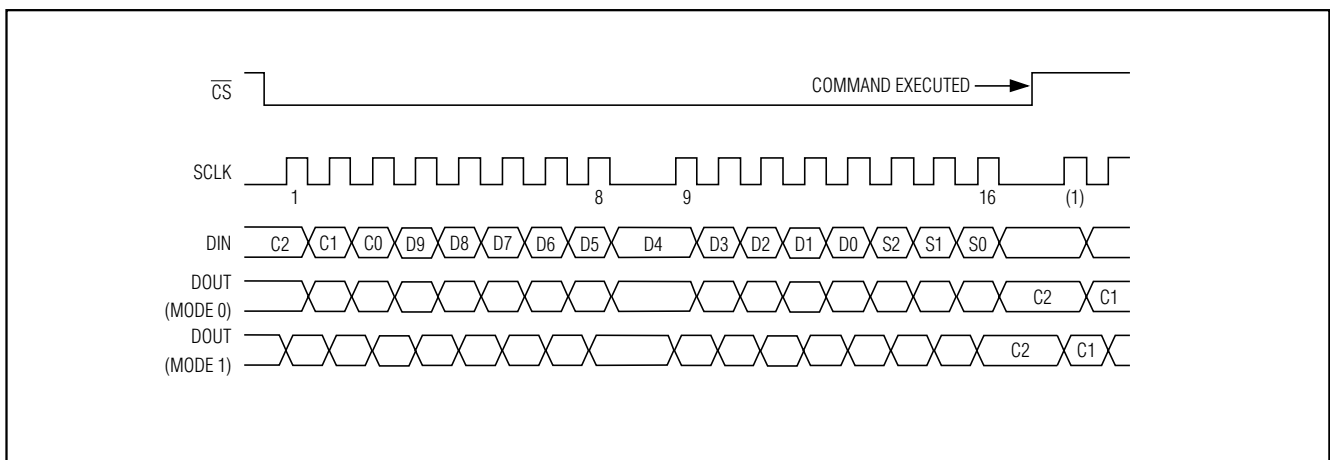 CS
COMMAND EXECUTED
SCLK
1 8 9 16 (1)
DIN C2 C1 C0 D9 D8 D7 D6 D5 D4 D3 D2 D1 D0 S2 S1 S0
DOUT
(MODE 0) C2 C1
DOUT
(MODE 1) C2 C1